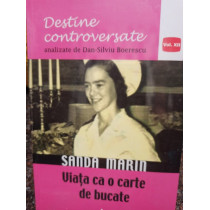 Destine
controversate
analizate de Dan-Silviu Boerescu
Vol. XII
SANDA MARIN
Viața ca o carte
de bucate